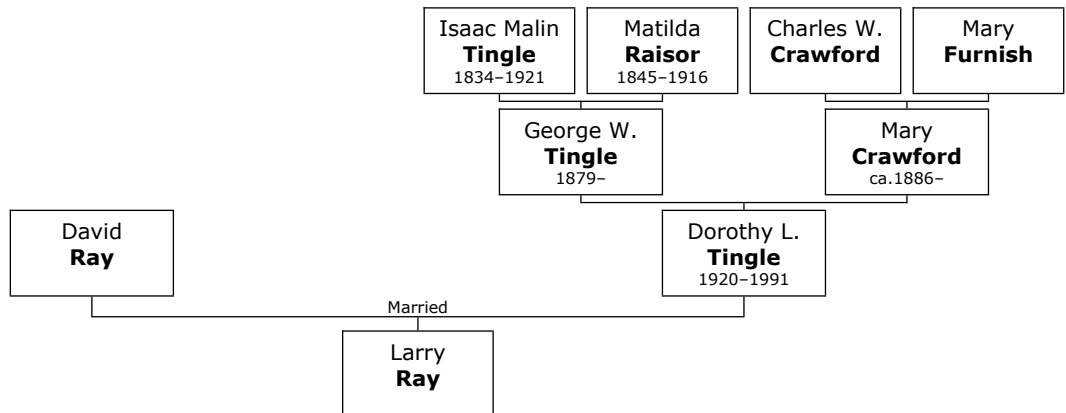 Isaac Malin
Tingle
1834–1921
Matilda
Raisor
1845–1916
Charles W.
Crawford
Mary
Furnish
George W.
Tingle
1879–
Mary
Crawford
ca.1886–
David
Ray
Dorothy L.
Tingle
1920–1991
Married
Larry
Ray